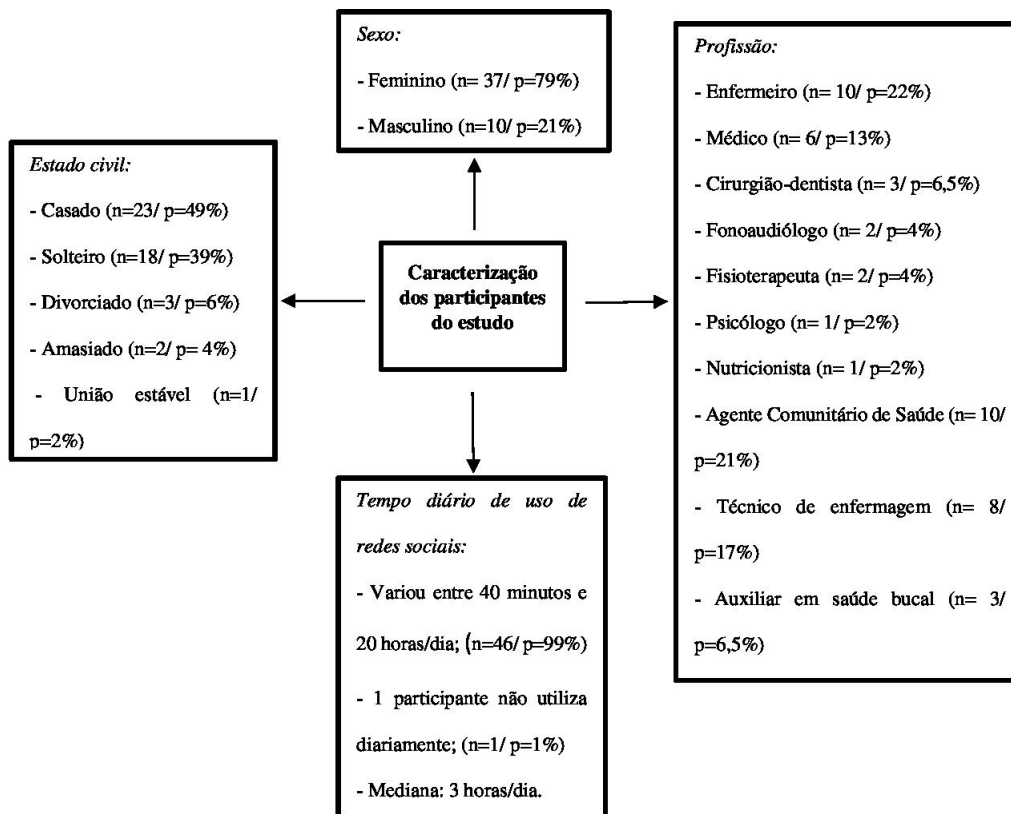 Sexo:
- Feminino (n= 37/ p=79%)
- Masculino (n=10/ p=21%)
Profissão:
- Enfermeiro (n= 10/ p=22%)
- Médico (n= 6/ p=13%)
- Cirurgião-dentista (n= 3/p=6,5%)
- Fonoaudiólogo (n= 2/ p=4%)
- Fisioterapeuta (n= 2/ p=4%)
- Psicólogo (n= 1/ p=2%)
- Nutricionista (n= 1/ p=2%)
- Agente Comunitário de Saúde (n= 10/
p=21%)
- Técnico de enfermagem (n= 8/
p=17%)
- Auxiliar em saúde bucal (n= 3/
p=6,5%)
Estado civil:
- Casado (n=23/ p=49%)
- Solteiro (n=18/ p=39%)
- Divorciado (n=3/ p=6%)
- Amasiado (n=2/ p= 4%)
- União estável (n=1/
p=2%)
Caracterização
dos participantes
do estudo
Tempo diário de uso de
redes sociais:
- Variou entre 40 minutos e
20 horas/dia; (n=46/ p=99%)
- 1 participante não utiliza
diariamente; (n=1/ p=1%)
- Mediana: 3 horas/dia.